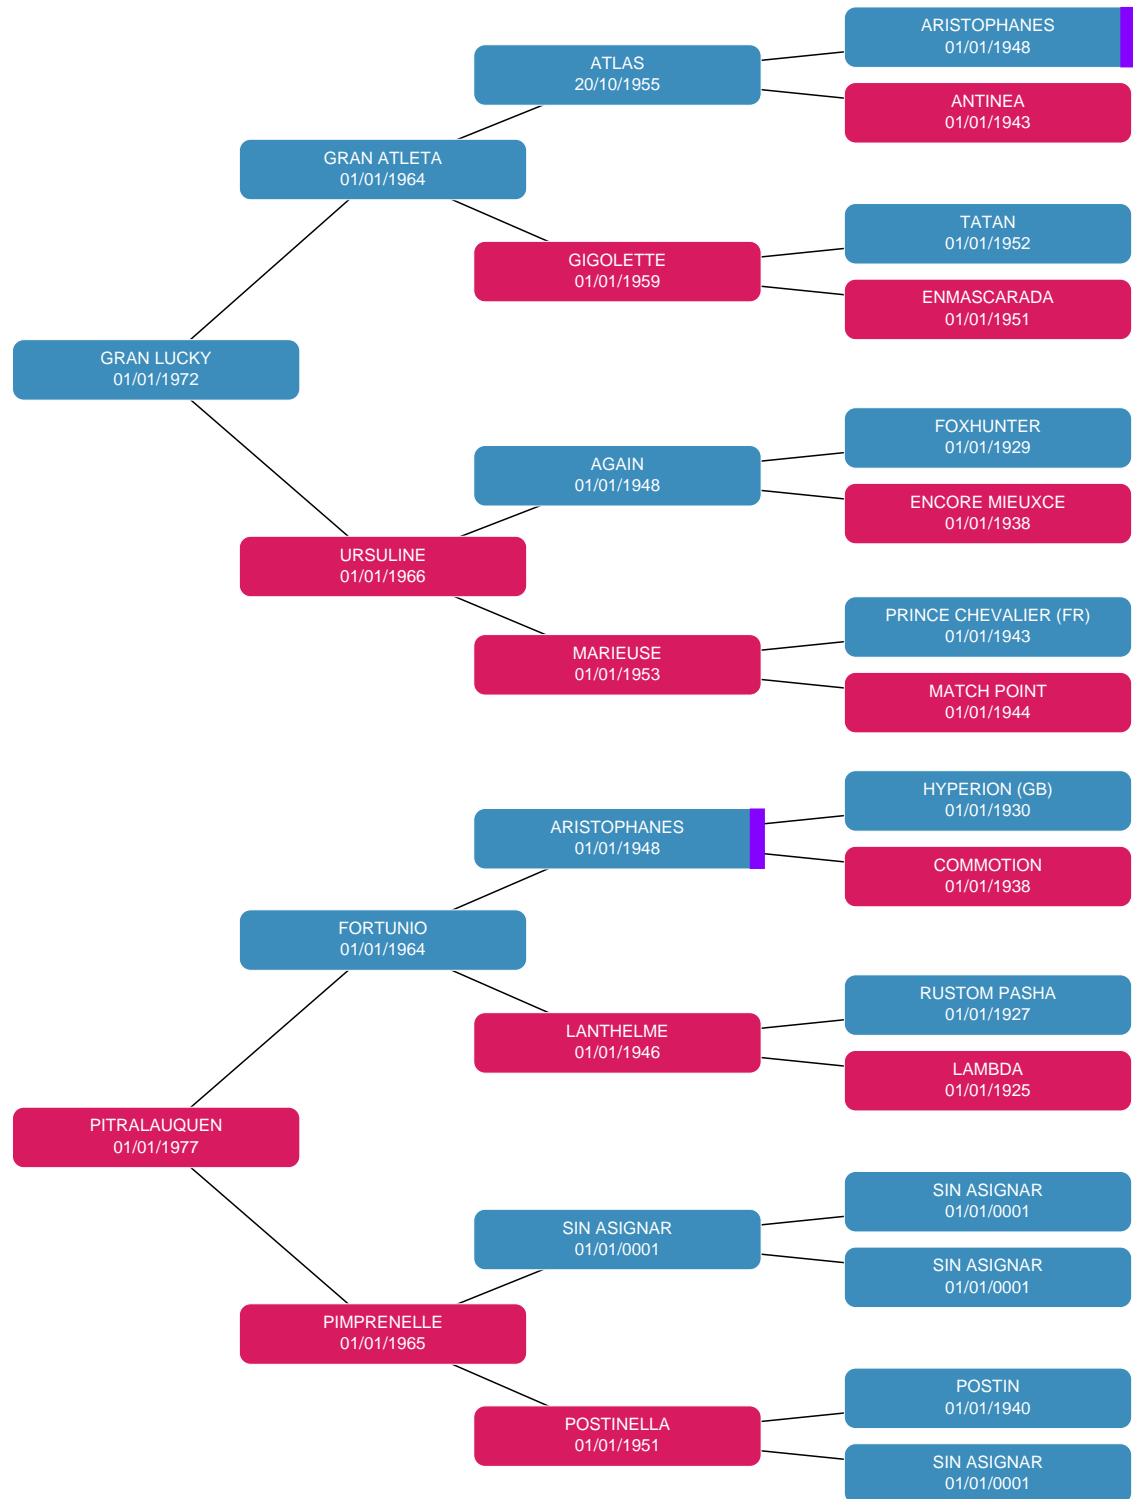 ARISTOPHANES
01/01/1948
ATLAS
20/10/1955
ANTINEA
01/01/1943
GRAN ATLETA
01/01/1964
TATAN
01/01/1952
GIGOLETTE
01/01/1959
ENMASCARADA
01/01/1951
GRAN LUCKY
01/01/1972
FOXHUNTER
01/01/1929
AGAIN
01/01/1948
ENCORE MIEUXCE
01/01/1938
URSULINE
01/01/1966
PRINCE CHEVALIER (FR)
01/01/1943
MARIEUSE
01/01/1953
MATCH POINT
01/01/1944
HYPERION (GB)
01/01/1930
ARISTOPHANES
01/01/1948
COMMOTION
01/01/1938
FORTUNIO
01/01/1964
RUSTOM PASHA
01/01/1927
LANTHELME
01/01/1946
LAMBDA
01/01/1925
PITRALAUQUEN
01/01/1977
SIN ASIGNAR
01/01/0001
SIN ASIGNAR
01/01/0001
SIN ASIGNAR
01/01/0001
PIMPRENELLE
01/01/1965
POSTIN
01/01/1940
POSTINELLA
01/01/1951
SIN ASIGNAR
01/01/0001